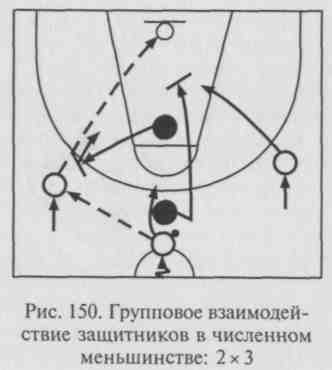 Рис. 150. Групповое взаимодей-
ствие защитников в численном
меньшинстве: 2×3